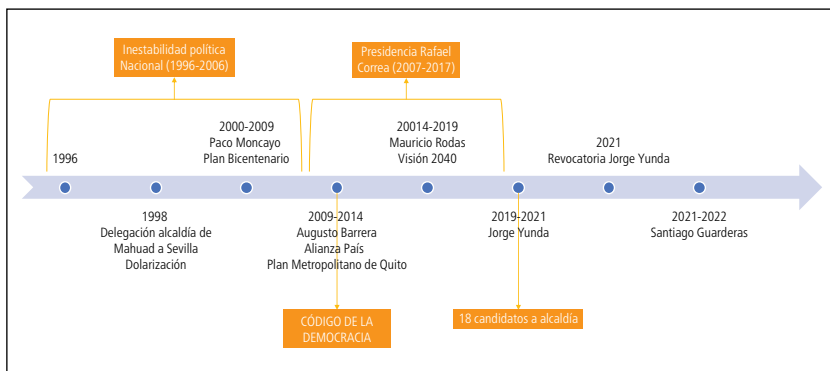 Inestabilidad política
Nacional (1996-2006)
Presidencia Rafael
Correa (2007-2017)
1996
2000-2009
Paco Moncayo
Plan Bicentenario
20014-2019
Mauricio Rodas
Visión 2040
2021
Revocatoria Jorge Yunda
1998
Delegación alcaldía de
Mahuad a Sevilla
Dolarización
2009-2014
Augusto Barrera
Alianza País
Plan Metropolitano de Quito
2019-2021
Jorge Yunda
2021-2022
Santiago Guarderas
CÓDIGO DE LA
DEMOCRACIA
18 candidatos a alcaldía